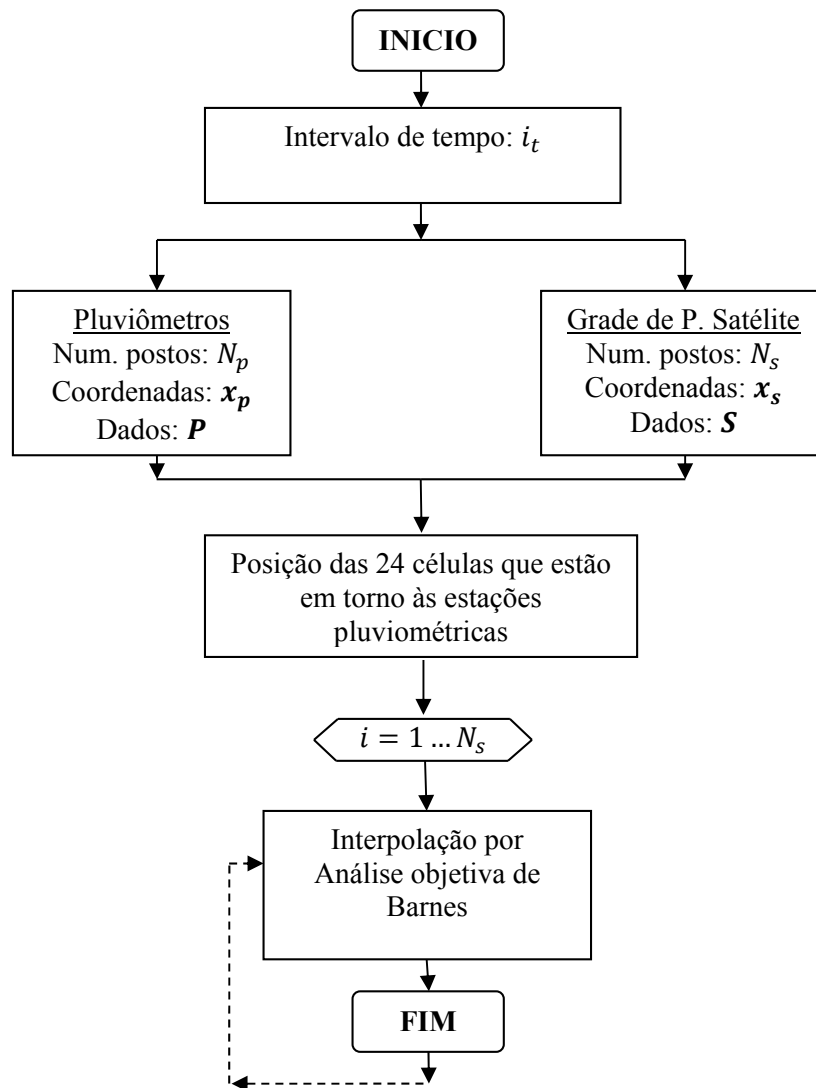 INICIO
Intervalo de tempo: $i_t$
Pluviômetros
Num. postos: $N_p$
Coordenadas: $x_p$
Dados: $P$
Grade de P. Satélite
Num. postos: $N_s$
Coordenadas: $x_s$
Dados: $S$
Posição das 24 células que estão
em torno às estações
pluviométricas
$i = 1 … N_s$
Interpolação por
Análise objetiva de
Barnes
FIM